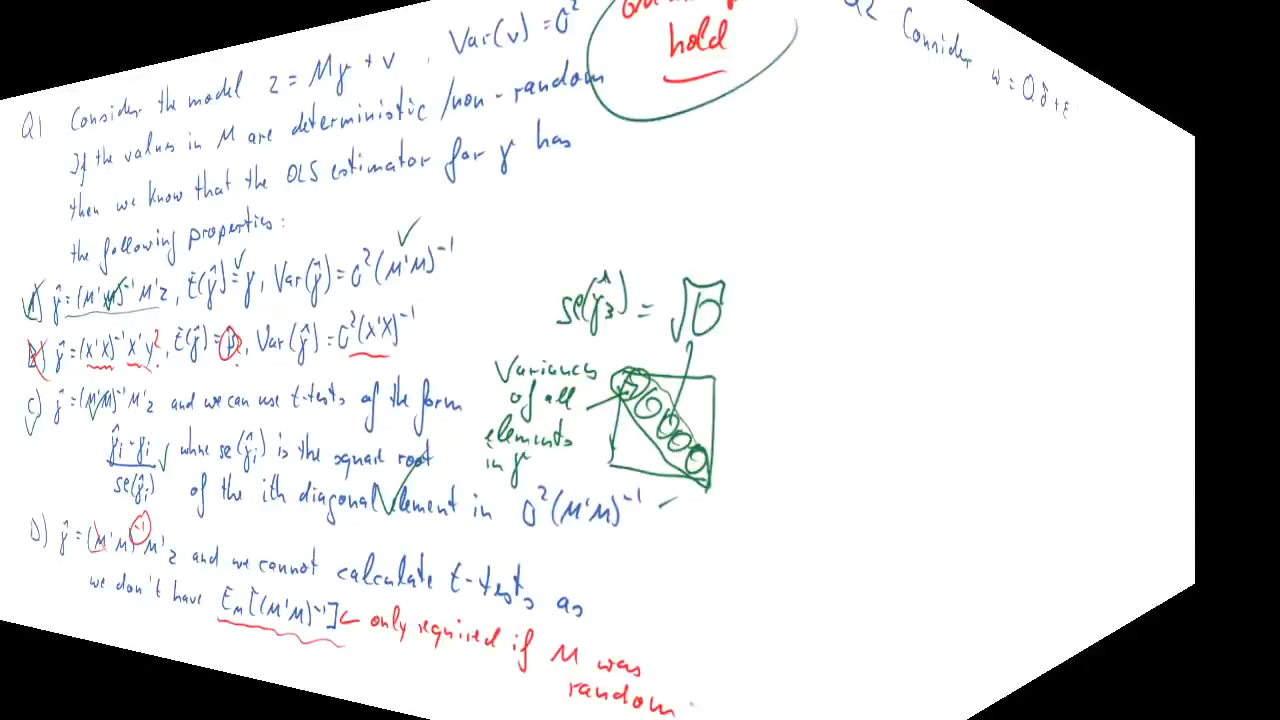 Q1 Consider the model z = Mγ + v , Var(v) = σ²
If the values in M are deterministic/non-random
then we know that the OLS estimator for γ has
the following properties:
A) γ̂ = (M'M)⁻¹M'z, E(γ̂) = γ, Var(γ̂) = σ²(M'M)⁻¹
B) γ̂ = (X'X)⁻¹X'y, E(γ̂) = β, Var(γ̂) = σ²(X'X)⁻¹
C) γ̂ = (M'M)⁻¹M'z and we can use t-tests of the form
γ̂i - γi / se(γ̂i) where se(γ̂i) is the square root
of the ith diagonal element in σ²(M'M)⁻¹
D) γ̂ = (M'M)⁻¹M'z and we cannot calculate t-tests as
we don't have E_M[(M'M)⁻¹] ← only required if M was
random
hold
se(γ̂3) = √
Variances
of all
elements
in γ
Q2 Consider w = Qδ + ε